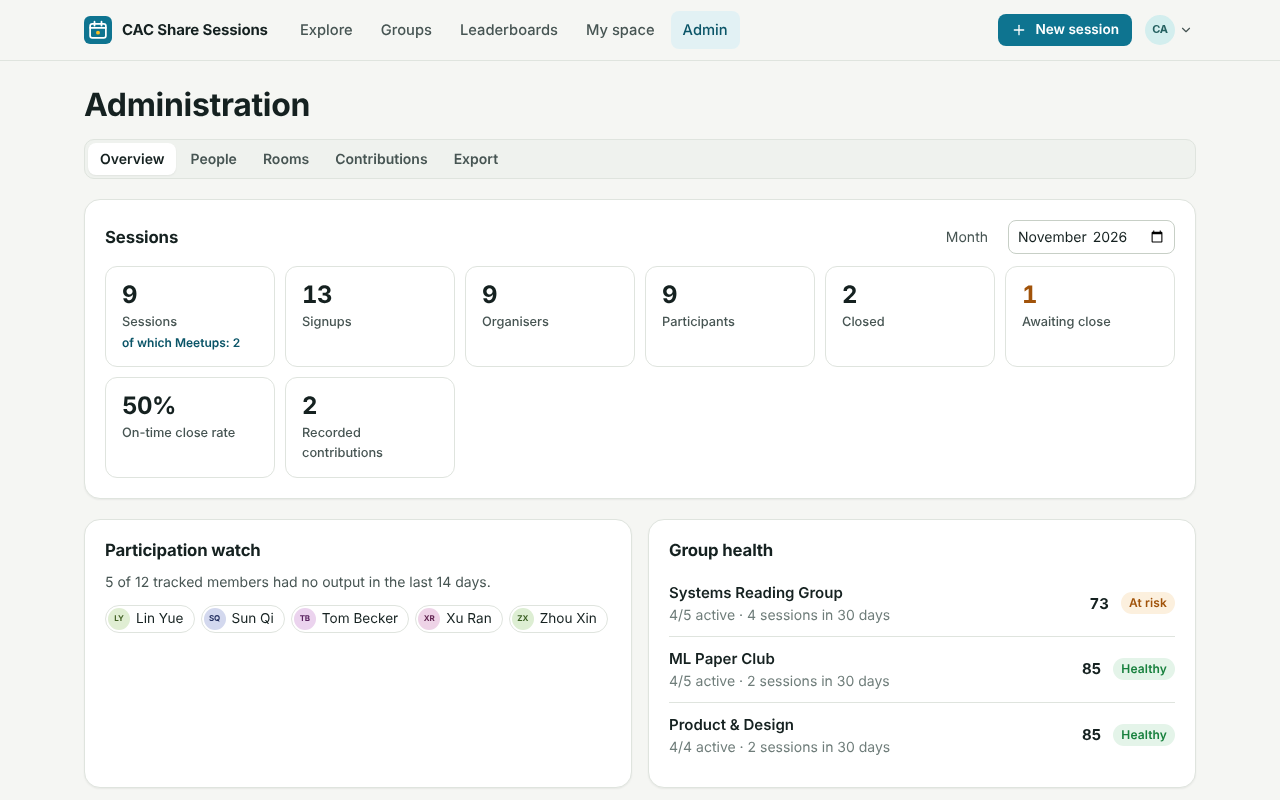 CAC Share Sessions
Explore
Groups
Leaderboards
My space
Admin
New session
CA
Administration
Overview
People
Rooms
Contributions
Export
Sessions
Month
November 2026
9
Sessions
of which Meetups: 2
13
Signups
9
Organisers
9
Participants
2
Closed
1
Awaiting close
50%
On-time close rate
2
Recorded
contributions
Participation watch
5 of 12 tracked members had no output in the last 14 days.
LY Lin Yue
SQ Sun Qi
TB Tom Becker
XR Xu Ran
ZX Zhou Xin
Group health
Systems Reading Group
4/5 active · 4 sessions in 30 days
73
At risk
ML Paper Club
4/5 active · 2 sessions in 30 days
85
Healthy
Product & Design
4/4 active · 2 sessions in 30 days
85
Healthy